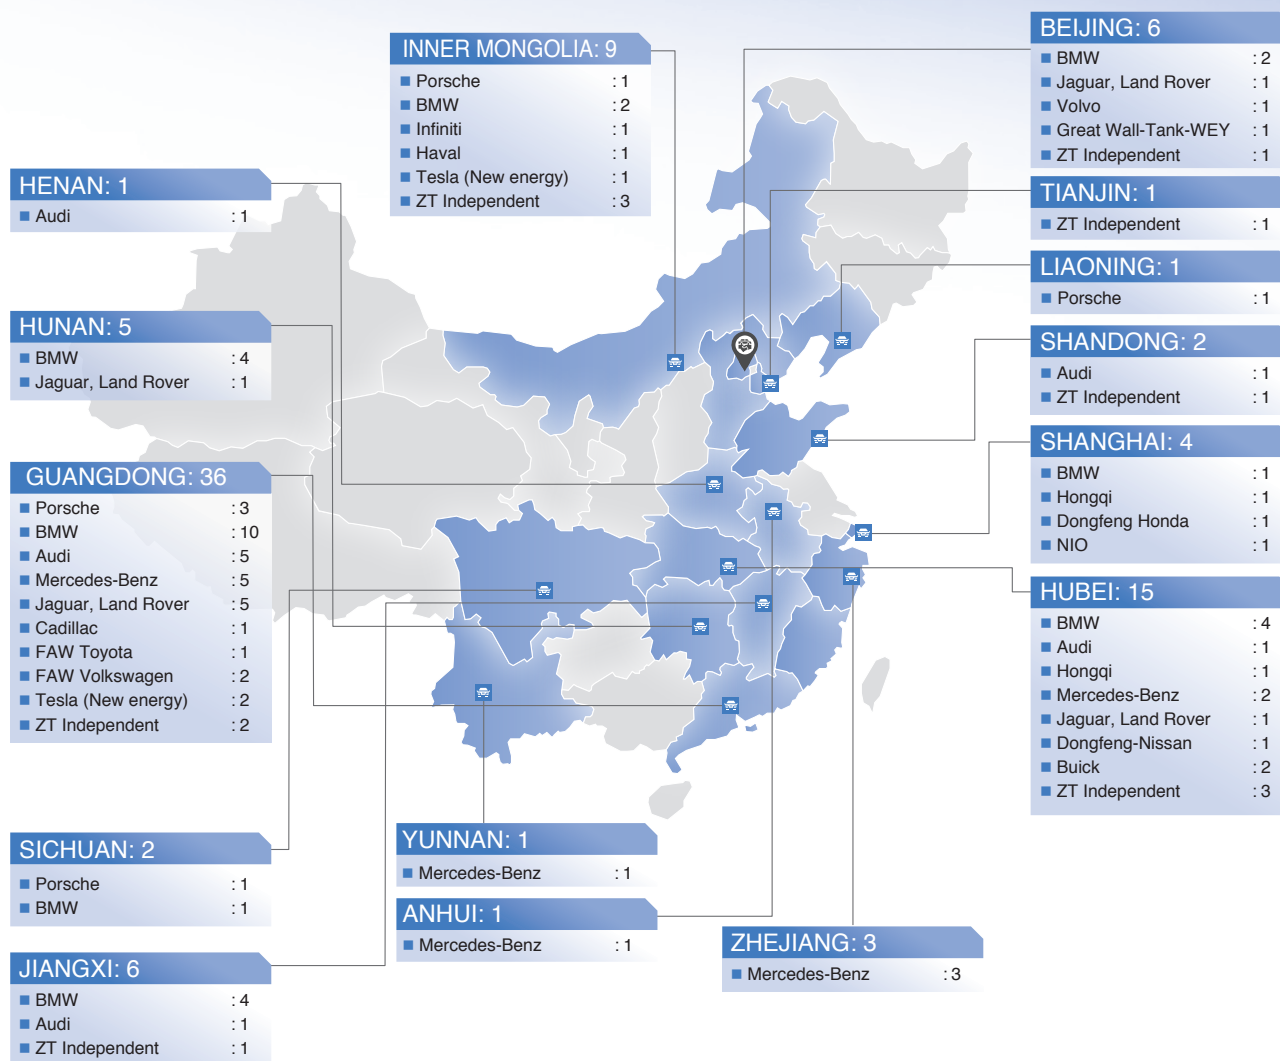 INNER MONGOLIA: 9
Porsche : 1
BMW : 2
Infiniti : 1
Haval : 1
Tesla (New energy) : 1
ZT Independent : 3
BEIJING: 6
BMW : 2
Jaguar, Land Rover : 1
Volvo : 1
Great Wall-Tank-WEY : 1
ZT Independent : 1
HENAN: 1
Audi : 1
TIANJIN: 1
ZT Independent : 1
LIAONING: 1
Porsche : 1
HUNAN: 5
BMW : 4
Jaguar, Land Rover : 1
SHANDONG: 2
Audi : 1
ZT Independent : 1
SHANGHAI: 4
BMW : 1
Hongqi : 1
Dongfeng Honda : 1
NIO : 1
GUANGDONG: 36
Porsche : 3
BMW : 10
Audi : 5
Mercedes-Benz : 5
Jaguar, Land Rover : 5
Cadillac : 1
FAW Toyota : 1
FAW Volkswagen : 2
Tesla (New energy) : 2
ZT Independent : 2
HUBEI: 15
BMW : 4
Audi : 1
Hongqi : 1
Mercedes-Benz : 2
Jaguar, Land Rover : 1
Dongfeng-Nissan : 1
Buick : 2
ZT Independent : 3
SICHUAN: 2
Porsche : 1
BMW : 1
YUNNAN: 1
Mercedes-Benz : 1
ANHUI: 1
Mercedes-Benz : 1
ZHEJIANG: 3
Mercedes-Benz : 3
JIANGXI: 6
BMW : 4
Audi : 1
ZT Independent : 1